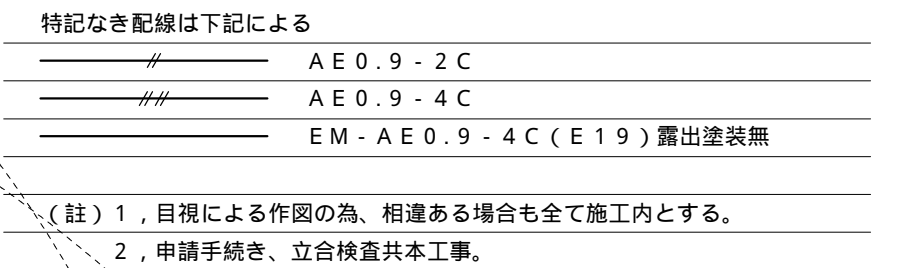 特記なき配線は下記による
AE0.9-2C
AE0.9-4C
EM-AE0.9-4C(E19)露出塗装無
(註)1,目視による作図の為、相違ある場合も全て施工内とする。
2,申請手続き、立合検査共本工事。